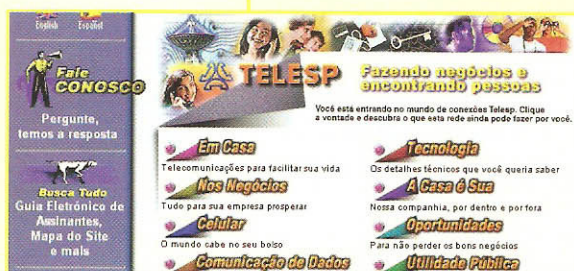 English Español
Fale
CONOSCO
Pergunte,
temos a resposta
Busca Tudo
Guia Eletrónico de
Assinantes,
Mapa do Site
e mais
TELESP
Fazendo negócios e
encontrando pessoas
Você está entrando no mundo de conexões Telesp. Clique
a vontade e descubra o que esta rede ainda pode fazer por você.
Em Casa
Telecomunicações para facilitar sua vida
Nos Negócios
Tudo para sua empresa prosperar
Celular
O mundo cabe no seu bolso
Comunicação de Dados
Tecnologia
Os detalhes técnicos que você queria saber
A Casa é Sua
Nossa companhia, por dentro e por fora
Oportunidades
Para não perder os bons negócios
Utilidade Pública